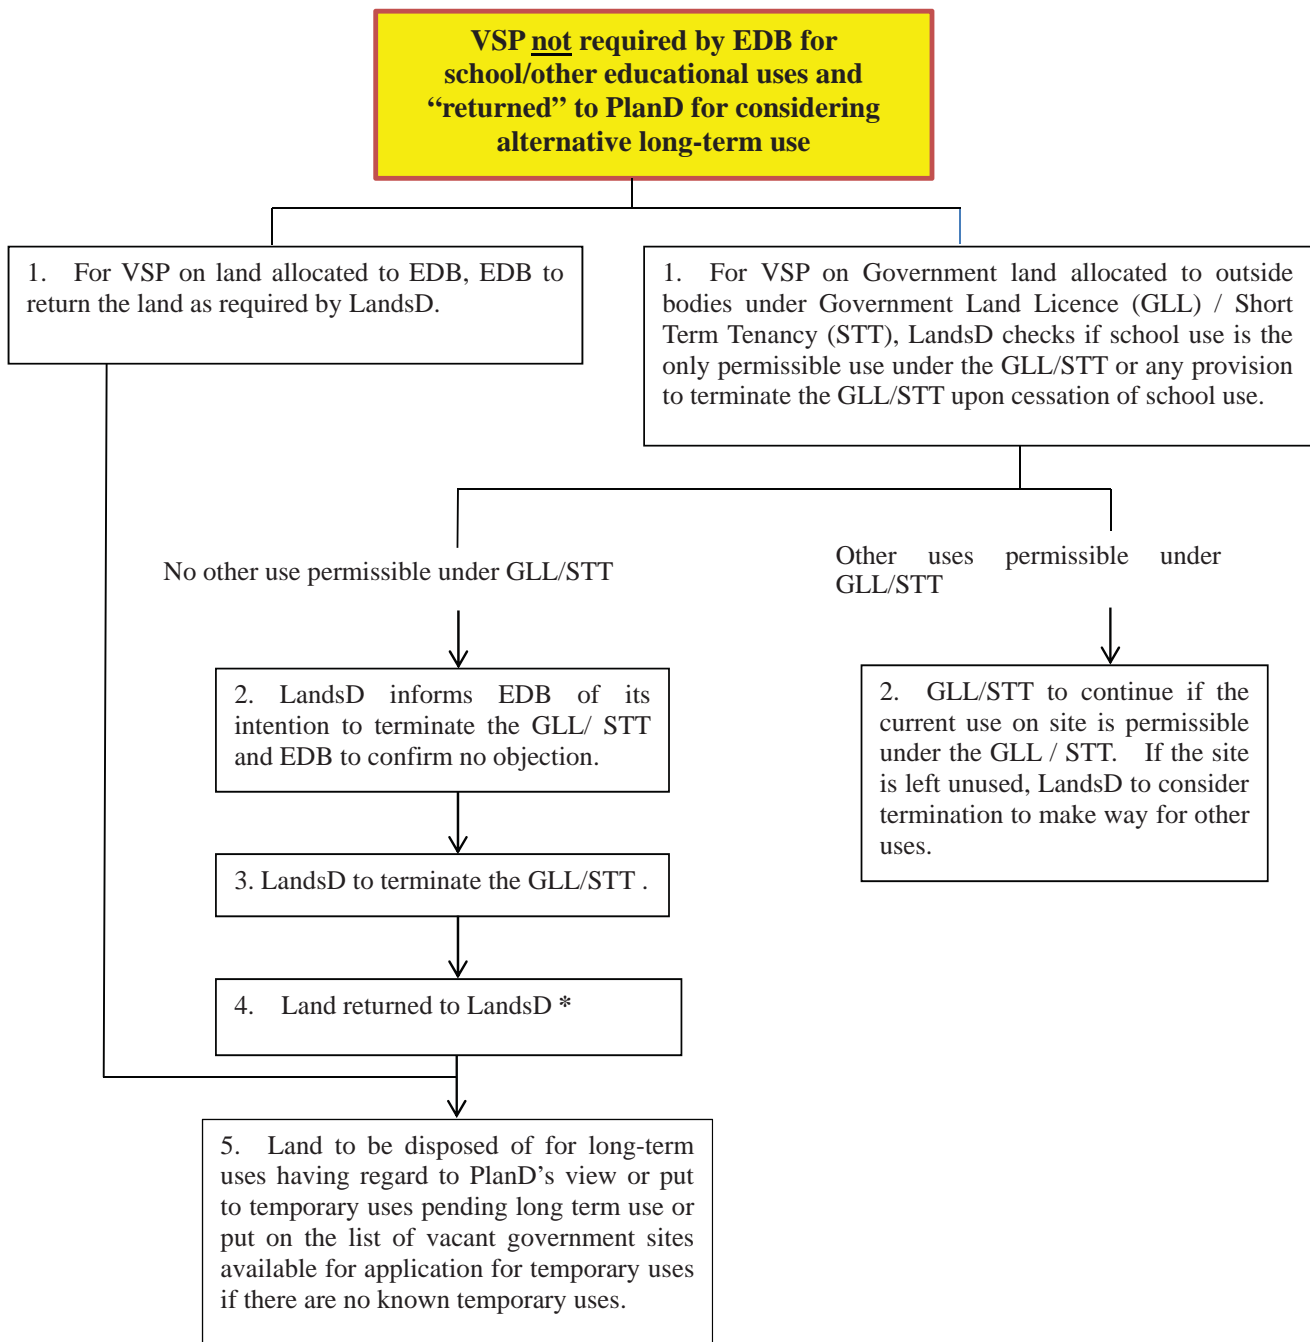 VSP not required by EDB for
school/other educational uses and
“returned” to PlanD for considering
alternative long-term use
1. For VSP on land allocated to EDB, EDB to
return the land as required by LandsD.
1. For VSP on Government land allocated to outside
bodies under Government Land Licence (GLL) / Short
Term Tenancy (STT), LandsD checks if school use is the
only permissible use under the GLL/STT or any provision
to terminate the GLL/STT upon cessation of school use.
No other use permissible under GLL/STT
Other uses permissible under
GLL/STT
2. LandsD informs EDB of its
intention to terminate the GLL/ STT
and EDB to confirm no objection.
2. GLL/STT to continue if the
current use on site is permissible
under the GLL / STT. If the site
is left unused, LandsD to consider
termination to make way for other
uses.
3. LandsD to terminate the GLL/STT .
4. Land returned to LandsD *
5. Land to be disposed of for long-term
uses having regard to PlanD’s view or put
to temporary uses pending long term use or
put on the list of vacant government sites
available for application for temporary uses
if there are no known temporary uses.